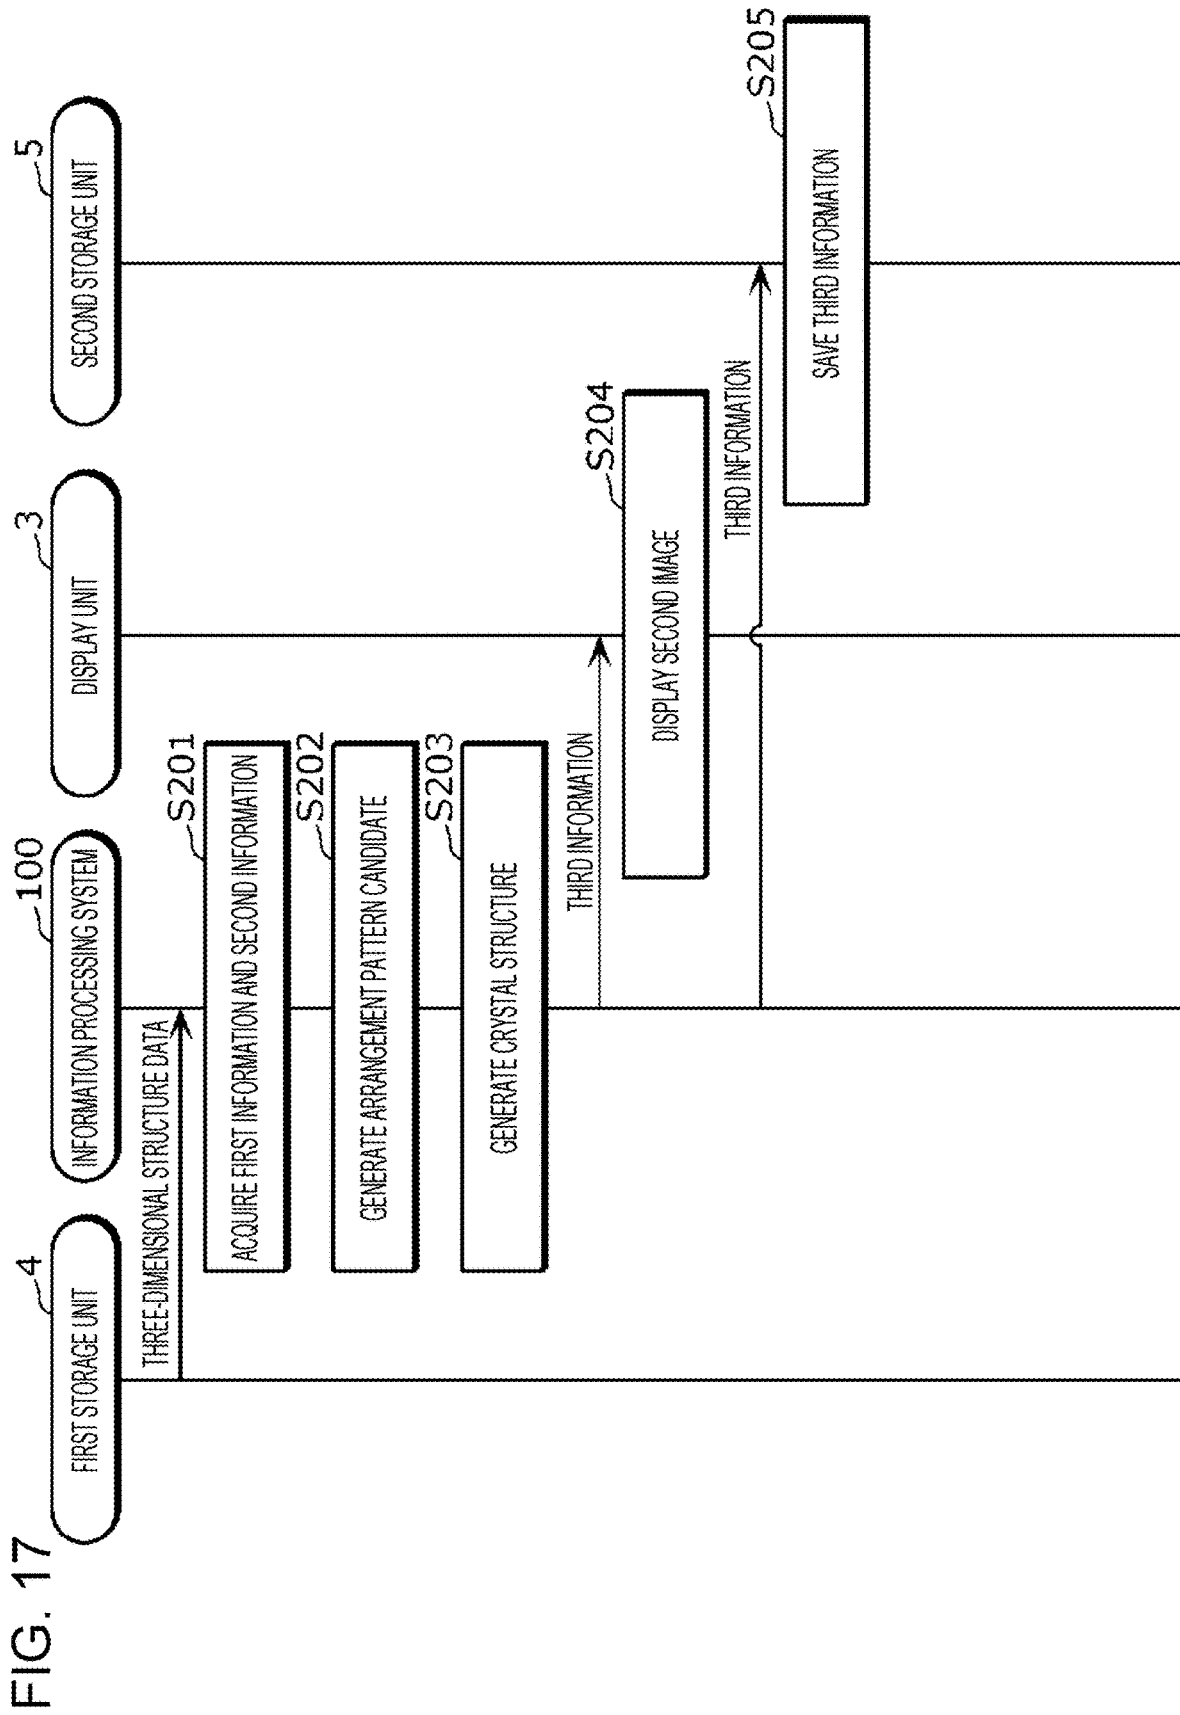 FIG. 17
4
FIRST STORAGE UNIT
100
INFORMATION PROCESSING SYSTEM
3
DISPLAY UNIT
5
SECOND STORAGE UNIT
THREE-DIMENSIONAL STRUCTURE DATA
S201
ACQUIRE FIRST INFORMATION AND SECOND INFORMATION
S202
GENERATE ARRANGEMENT PATTERN CANDIDATE
S203
GENERATE CRYSTAL STRUCTURE
THIRD INFORMATION
S204
DISPLAY SECOND IMAGE
THIRD INFORMATION
S205
SAVE THIRD INFORMATION